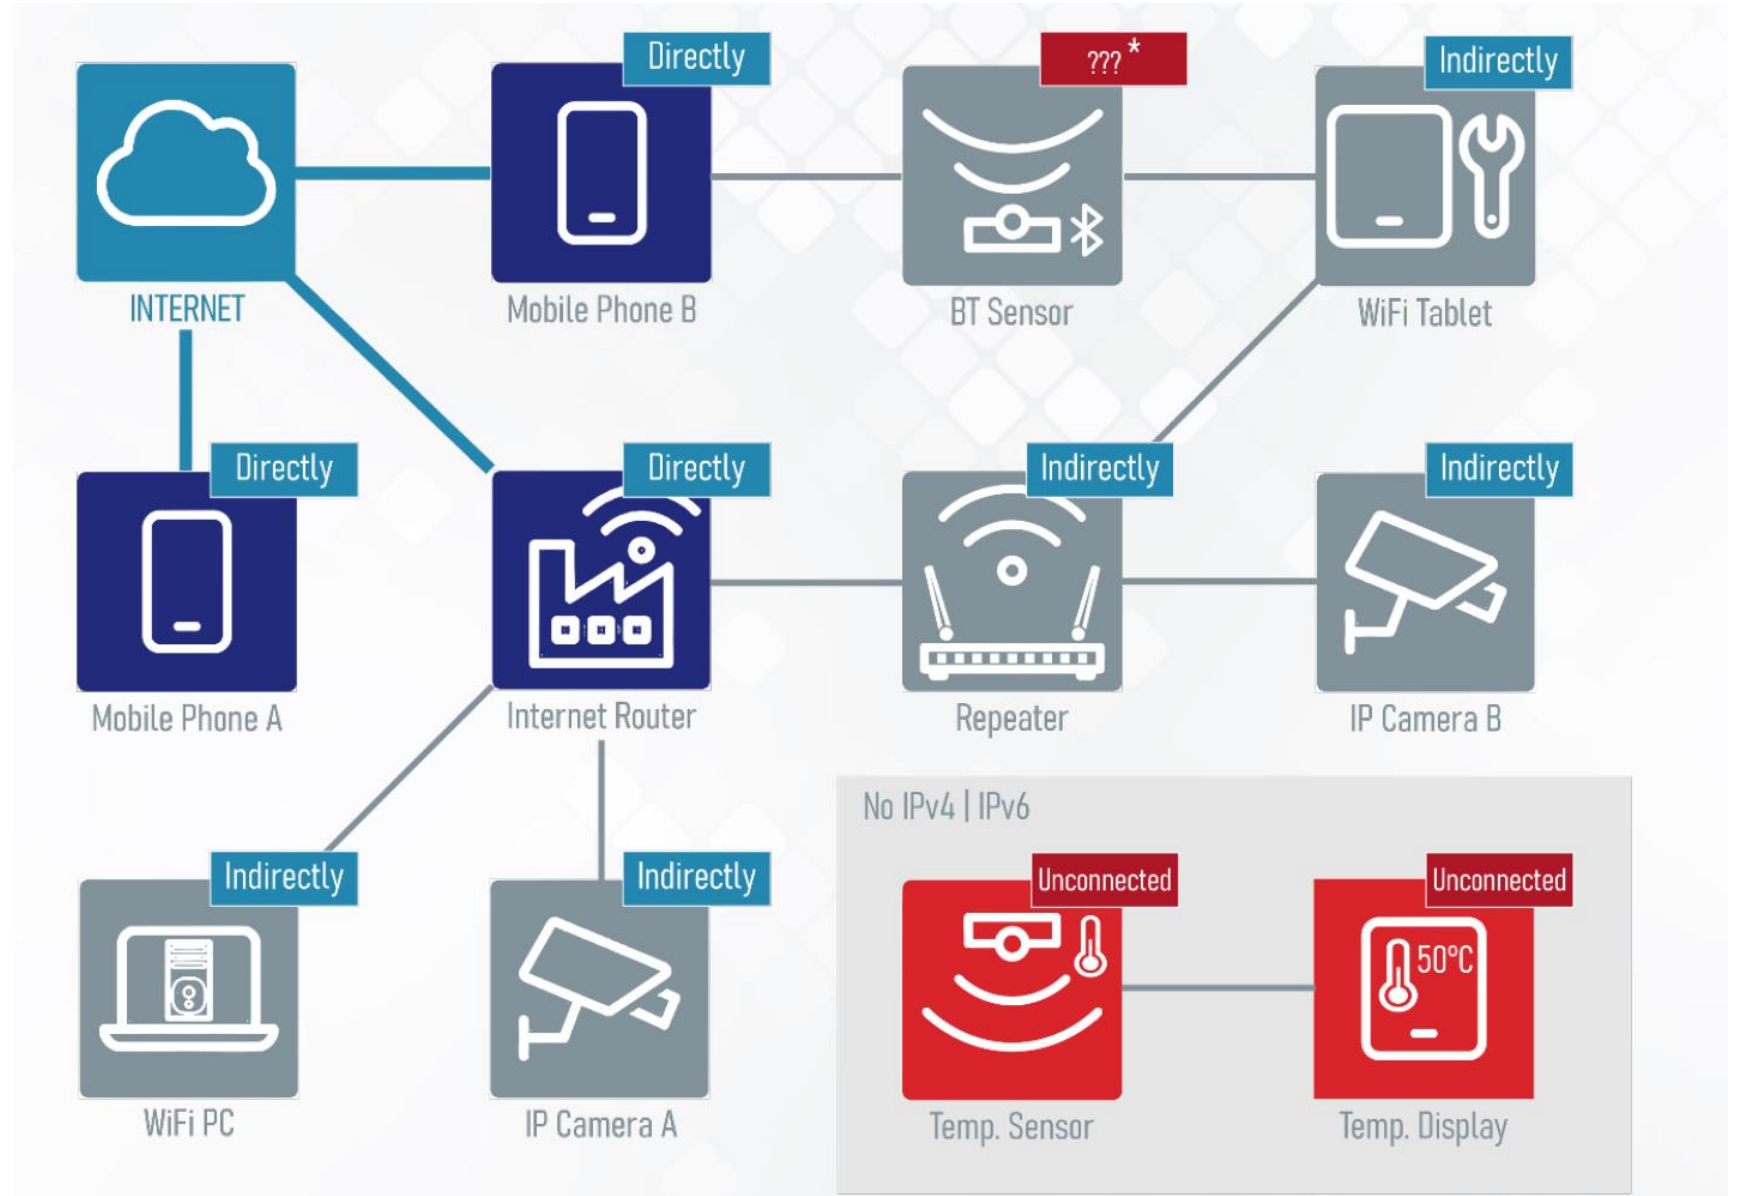 Directly
???*
Indirectly
INTERNET
Mobile Phone B
BT Sensor
WiFi Tablet
Directly
Directly
Indirectly
Indirectly
Mobile Phone A
Internet Router
Repeater
IP Camera B
No IPv4 | IPv6
Indirectly
Indirectly
Unconnected
Unconnected
50°C
WiFi PC
IP Camera A
Temp. Sensor
Temp. Display